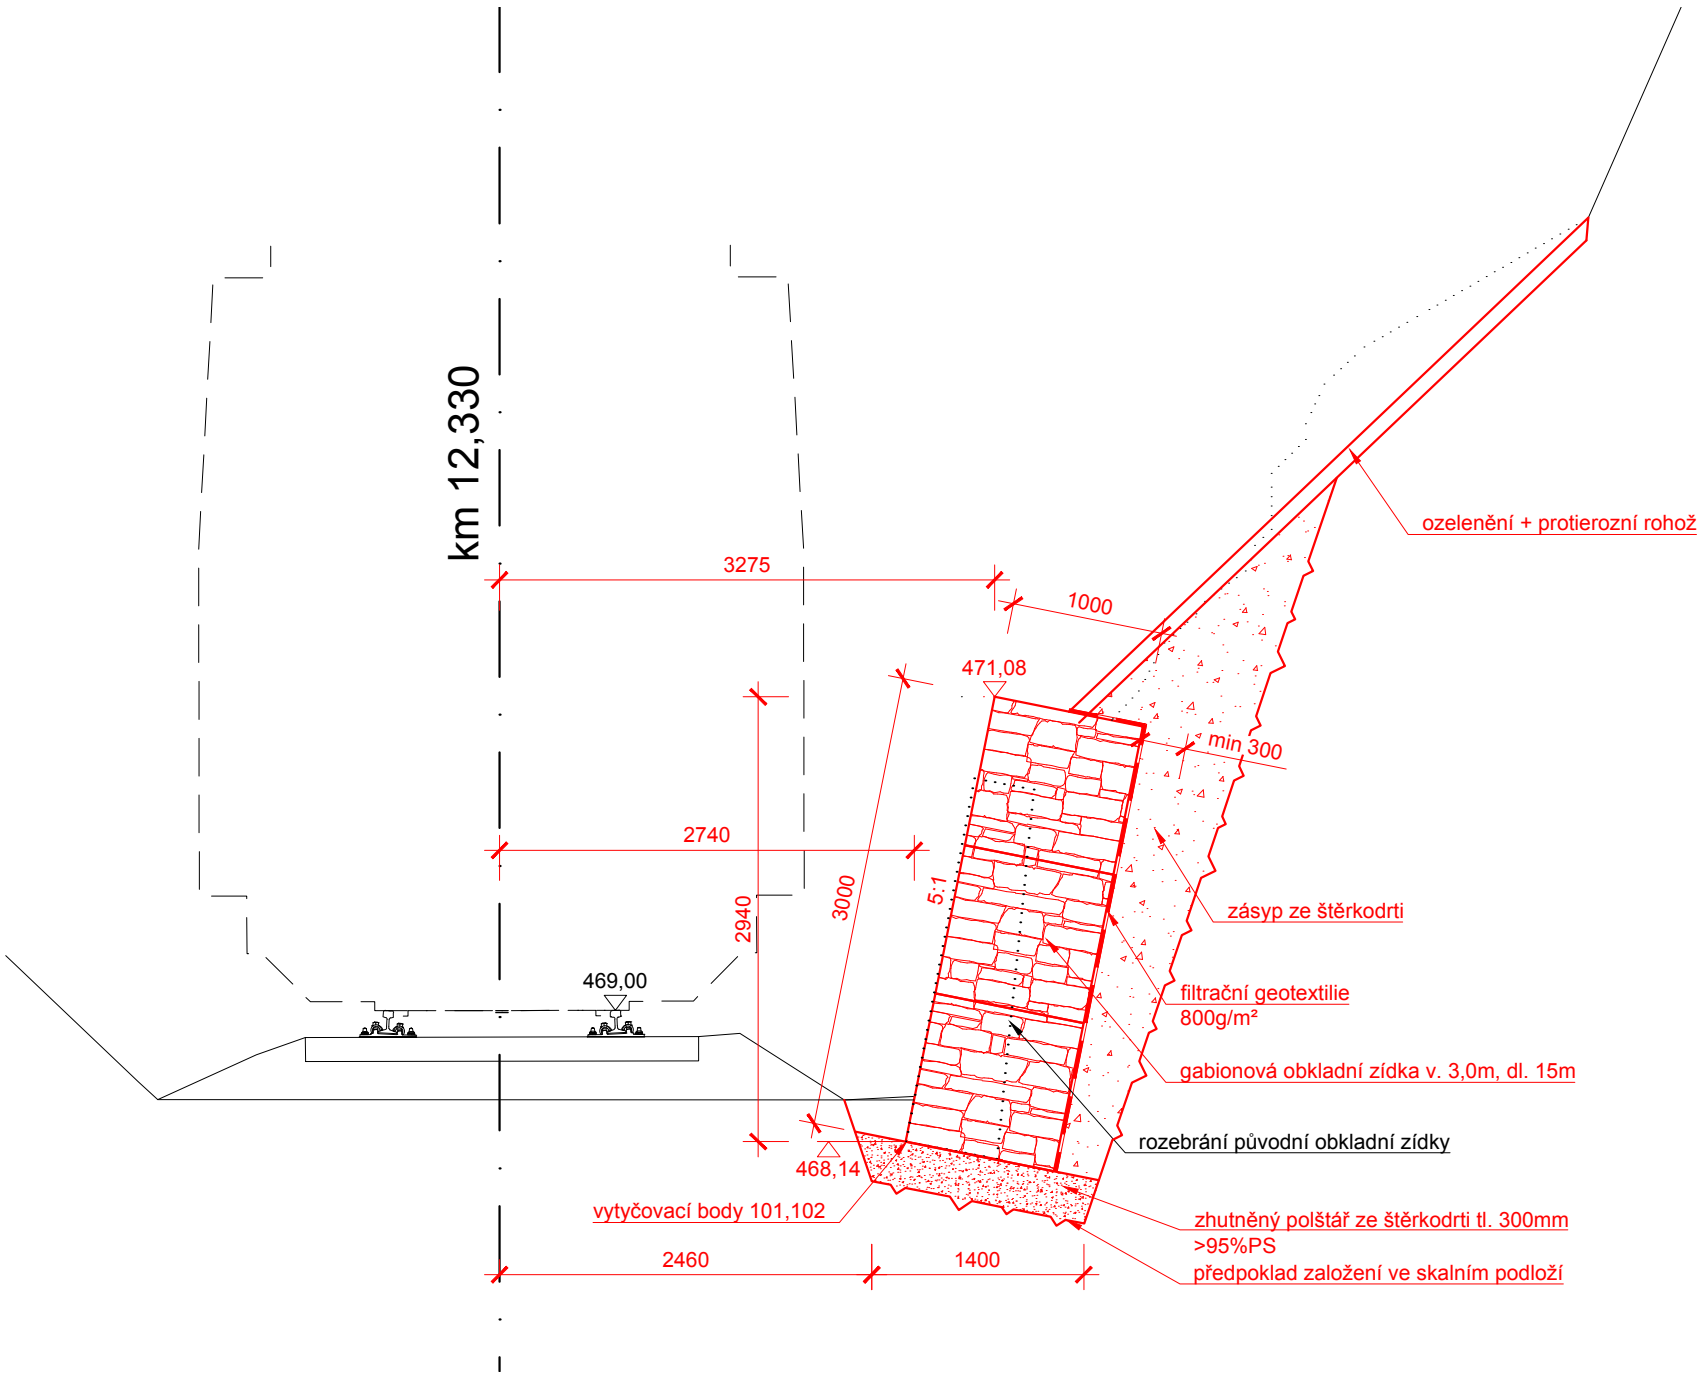 km 12,330
ozelenění + protierozní rohož
3275
1000
471,08
min 300
2740
3000
5:1
2940
zásyp ze štěrkodrti
469,00
filtrační geotextilie
800g/m²
gabionová obkladní zídka v. 3,0m, dl. 15m
rozebrání původní obkladní zídky
468,14
vytyčovací body 101,102
zhutněný polštář ze štěrkodrti tl. 300mm
>95%PS
2460
1400
předpoklad založení ve skalním podloží